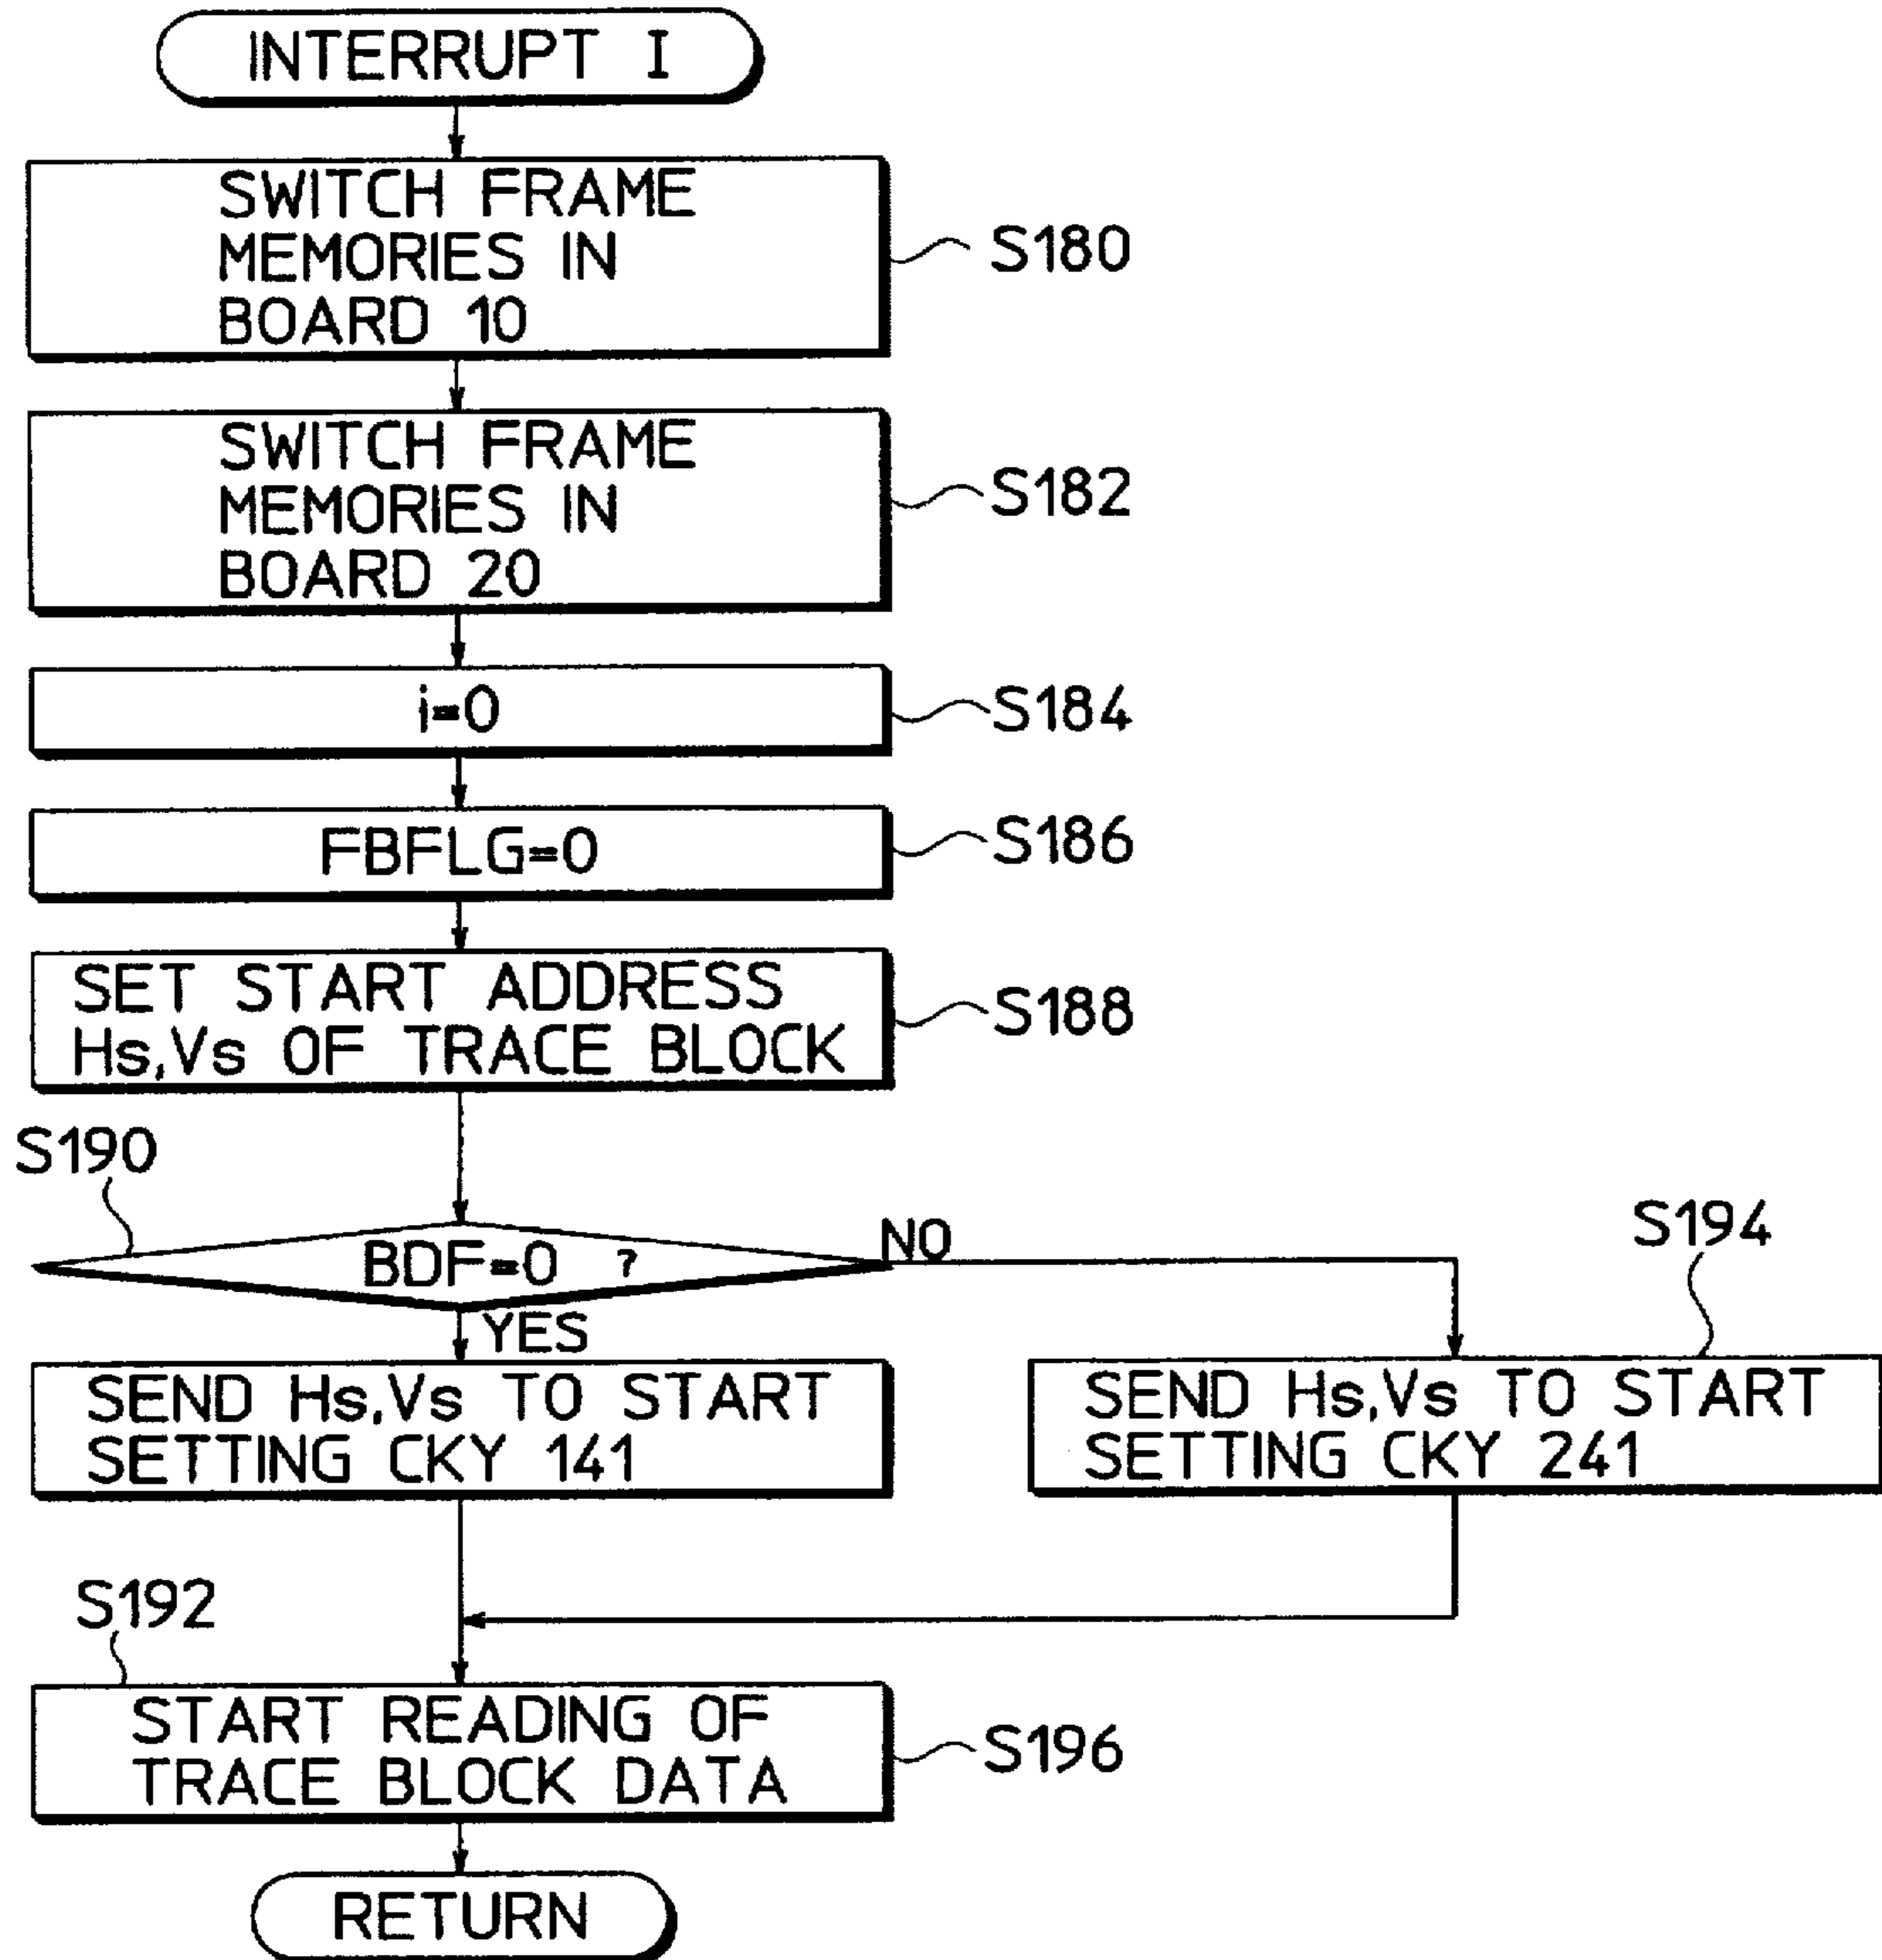 INTERRUPT I
SWITCH FRAME
MEMORIES IN
BOARD 10
S180
SWITCH FRAME
MEMORIES IN
BOARD 20
S182
i=0
S184
FBFLG=0
S186
SET START ADDRESS
Hs,Vs OF TRACE BLOCK
S188
S190
BDF=0 ?
NO
YES
S194
SEND Hs,Vs TO START
SETTING CKY 141
SEND Hs,Vs TO START
SETTING CKY 241
S192
START READING OF
TRACE BLOCK DATA
S196
RETURN